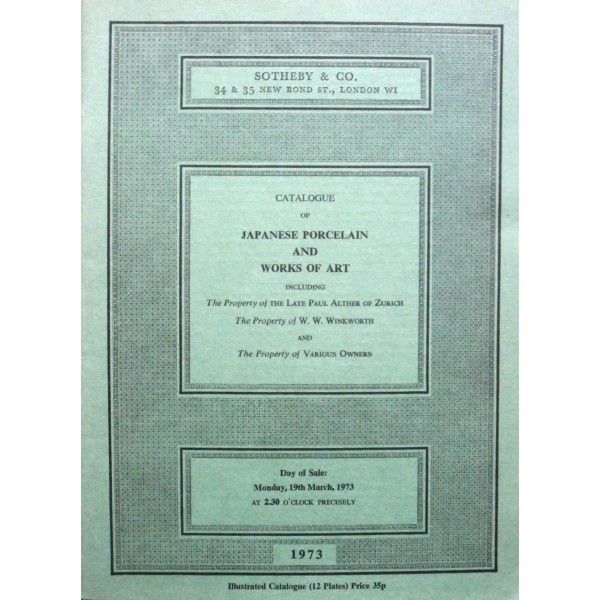 SOTHEBY & CO.
34 & 35 NEW BOND ST., LONDON W1
CATALOGUE
OF
JAPANESE PORCELAIN
AND
WORKS OF ART
INCLUDING
The Property of THE LATE PAUL ALTHER OF ZURICH
The Property of W. W. WINKWORTH
AND
The Property of VARIOUS OWNERS
Day of Sale:
Monday, 19th March, 1973
AT 2.30 O'CLOCK PRECISELY
1973
Illustrated Catalogue (12 Plates) Price 35p